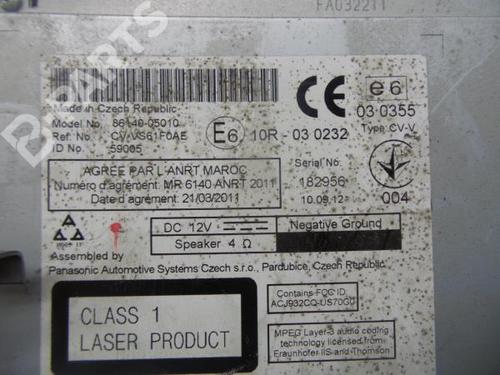 FA032211
B PARTS
Made in Czech Republic
Model No. 86140-05010
Ref. No. CV-VS61F0AE
ID No. 59005
E6 10R - 03 0232
e6
03 0355
Type: CV-V
AGREE PAR L'ANRT MAROC
Numéro d'agrément: MR 6140 ANRT 2011
Date d'agrément: 21/03/2011
Serial No.
182956
10.09.12
004
DC 12V
Negative Ground
Speaker 4 Ω
Assembled by
Panasonic Automotive Systems Czech s.r.o., Pardubice, Czech Republic
CLASS 1
LASER PRODUCT
Contains FCC ID:
ACJ932CQ-US70G0
MPEG Layer-3 audio coding
technology licensed from
Fraunhofer IIS and Thomson